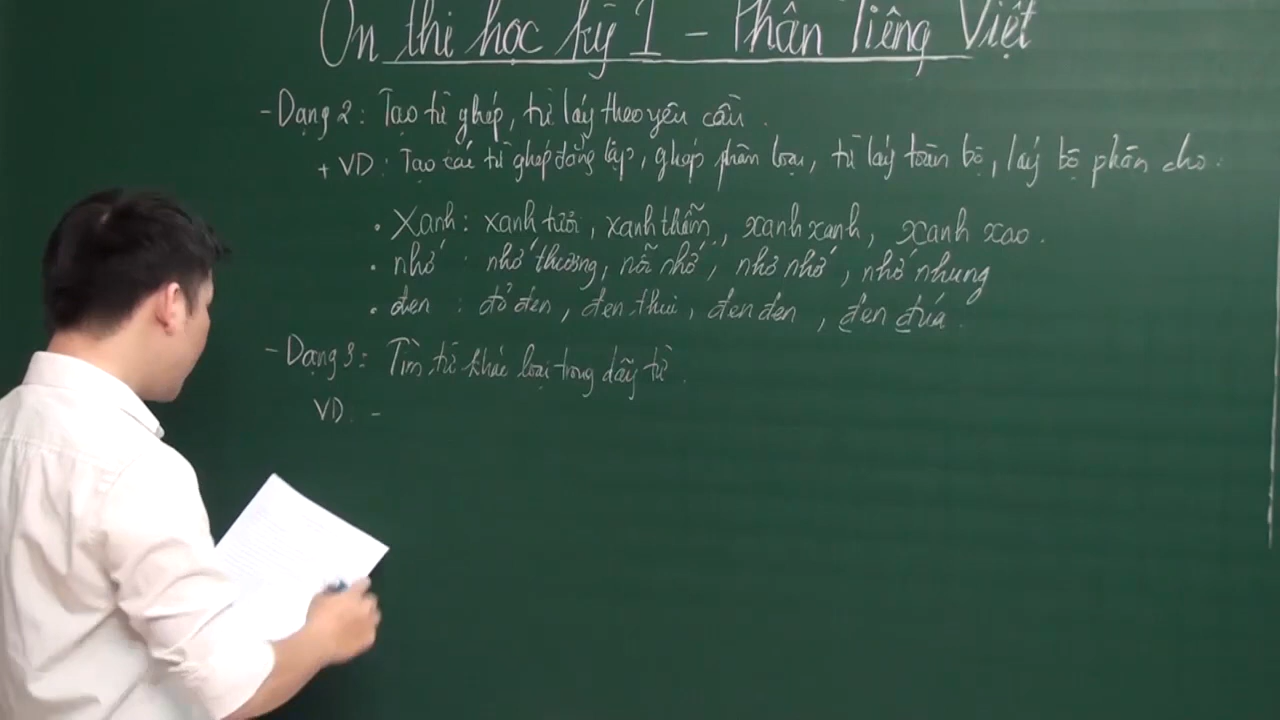 Ôn thi học kỳ 1 - Phần Tiếng Việt
- Dạng 2: Tạo từ ghép, từ láy theo yêu cầu.
+ VD: Tạo các từ ghép đẳng lập, ghép phân loại, từ láy toàn bộ, láy bộ phận cho:
• Xanh: xanh tươi, xanh thẫm, xanh xanh, xanh xao.
• nhớ: nhớ thương, nỗi nhớ, nho nhớ, nhớ nhung
• đen: đỏ đen, đen thui, đen đen, đen đúa.
- Dạng 3: Tìm từ khác loại trong dãy từ.
VD: -